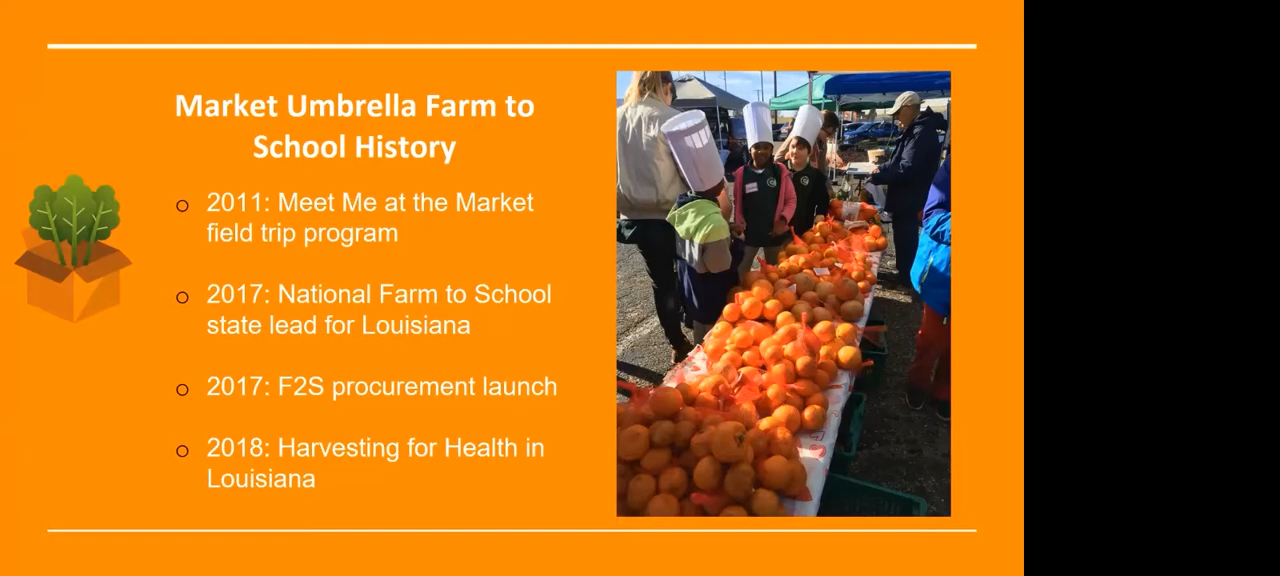 Market Umbrella Farm to
School History
2011: Meet Me at the Market
field trip program
2017: National Farm to School
state lead for Louisiana
2017: F2S procurement launch
2018: Harvesting for Health in
Louisiana